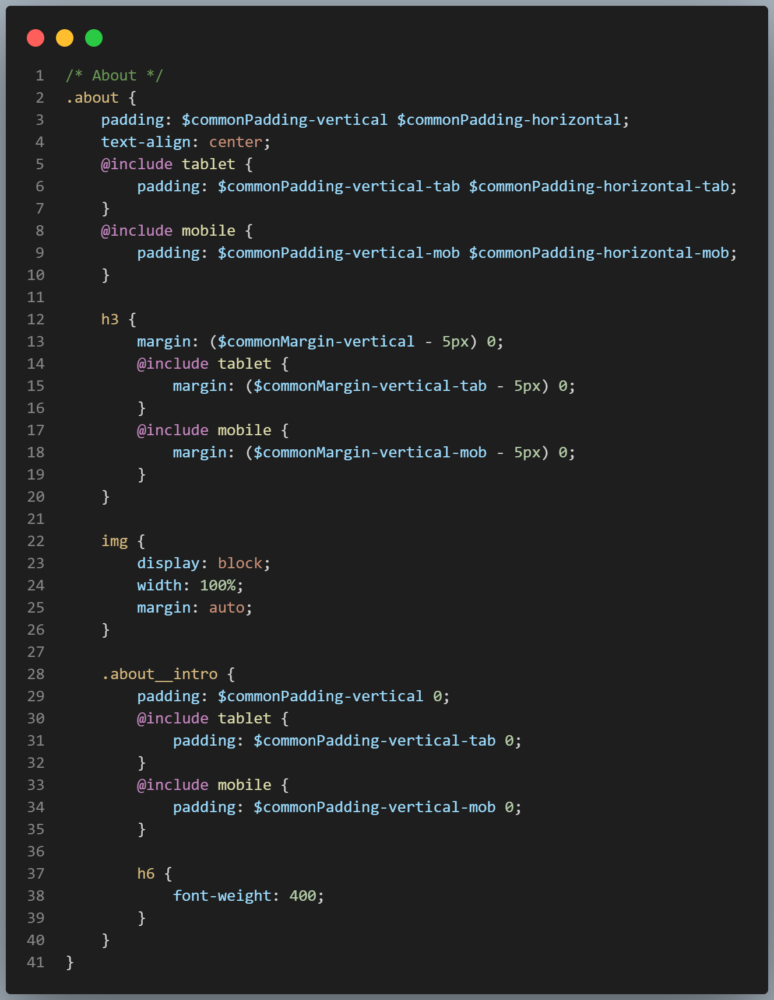 1 /* About */
2 .about {
3     padding: $commonPadding-vertical $commonPadding-horizontal;
4     text-align: center;
5     @include tablet {
6         padding: $commonPadding-vertical-tab $commonPadding-horizontal-tab;
7     }
8     @include mobile {
9         padding: $commonPadding-vertical-mob $commonPadding-horizontal-mob;
10     }
11
12     h3 {
13         margin: ($commonMargin-vertical - 5px) 0;
14         @include tablet {
15             margin: ($commonMargin-vertical-tab - 5px) 0;
16         }
17         @include mobile {
18             margin: ($commonMargin-vertical-mob - 5px) 0;
19         }
20     }
21
22     img {
23         display: block;
24         width: 100%;
25         margin: auto;
26     }
27
28     .about__intro {
29         padding: $commonPadding-vertical 0;
30         @include tablet {
31             padding: $commonPadding-vertical-tab 0;
32         }
33         @include mobile {
34             padding: $commonPadding-vertical-mob 0;
35         }
36
37         h6 {
38             font-weight: 400;
39         }
40     }
41 }